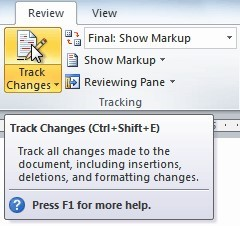 Review View
Track Changes
Final: Show Markup
Show Markup
Reviewing Pane
Tracking
Track Changes (Ctrl+Shift+E)
Track all changes made to the
document, including insertions,
deletions, and formatting changes.
Press F1 for more help.